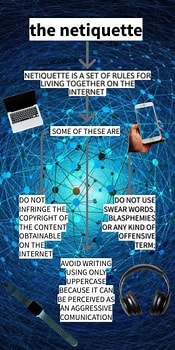 the netiquette
NETIQUETTE IS A SET OF RULES FOR
LIVING TOGETHER ON THE
INTERNET
SOME OF THESE ARE
DO NOT
INFRINGE THE
COPYRIGHT OF
THE CONTENT
OBTAINABLE
ON THE
INTERNET
DO NOT USE
SWEAR WORDS,
BLASPHEMIES
OR ANY KIND OF
OFFENSIVE
TERM;
AVOID WRITING
USING ONLY
UPPERCASE
BECAUSE IT CAN
BE PERCEIVED AS
AN AGGRESSIVE
COMUNICATION